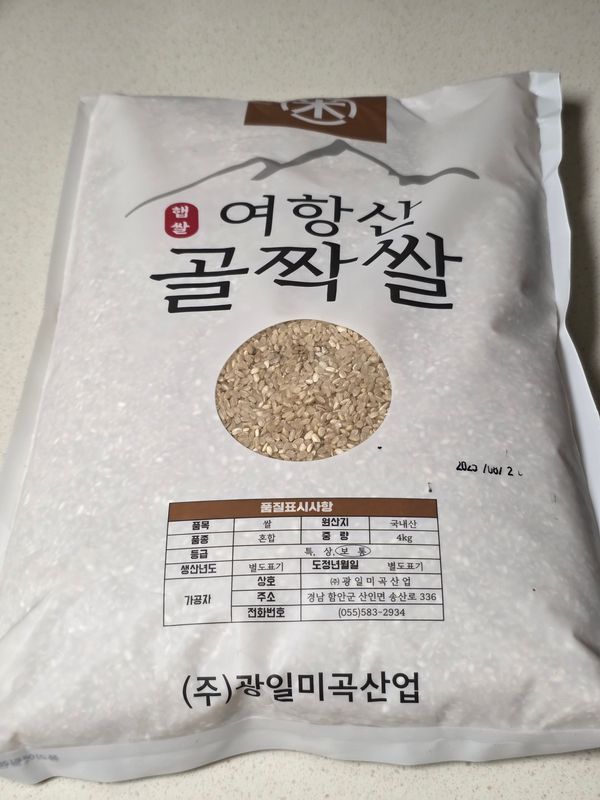 햅쌀
여항산
골짝쌀
품질표시사항
품목 쌀 원산지 국내산
품종 혼합 중 량 4kg
등급 특, 상, 보통
생산년도 별도표기 도정년월일 별도표기
가공자 상호 ㈜광일미곡산업
주소 경남 함안군 산인면 송산로 336
전화번호 (055)583-2934
(주)광일미곡산업